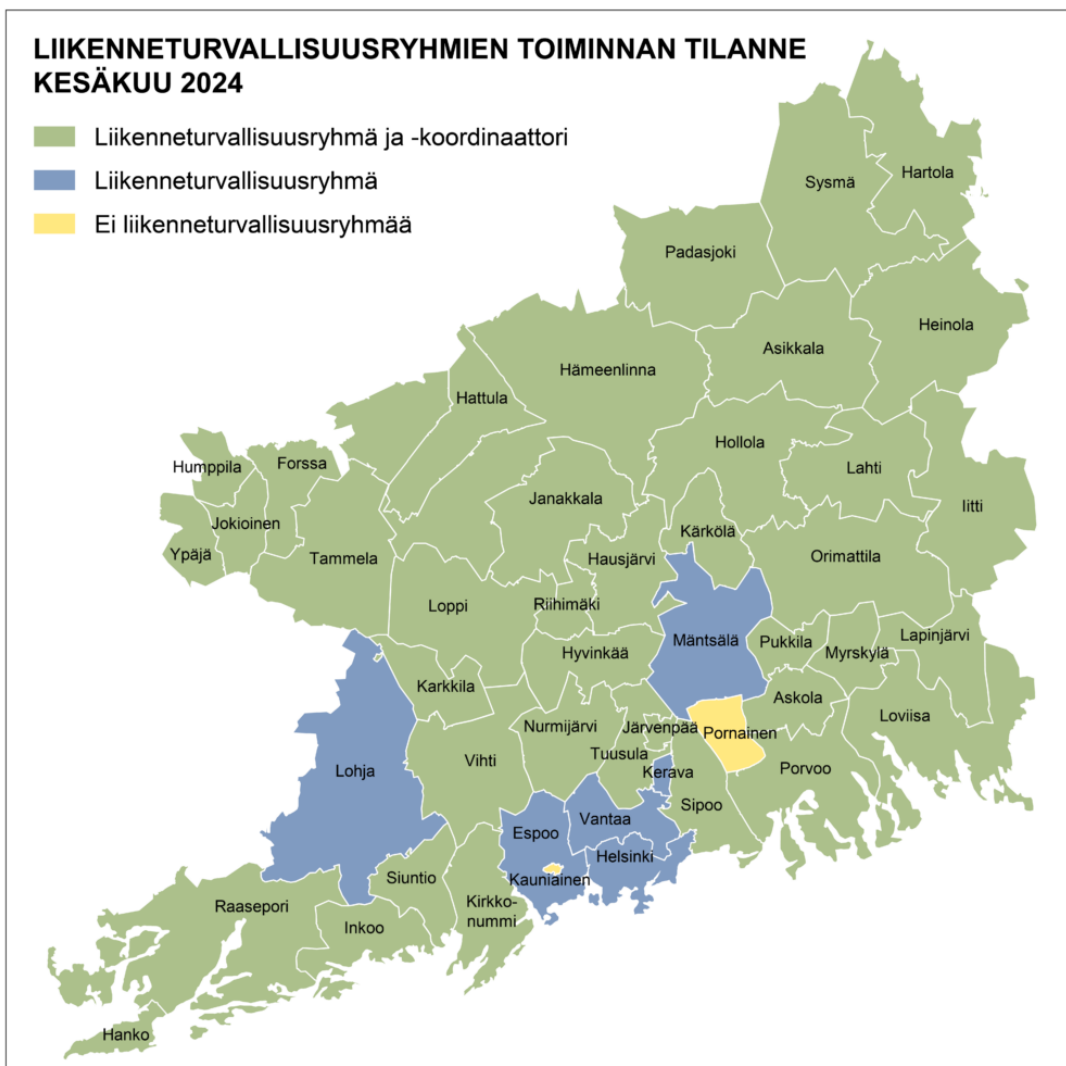 LIIKENNETURVALLISUUSRYHMIEN TOIMINNAN TILANNE
KESÄKUU 2024
Liikenneturvallisuusryhmä ja -koordinaattori
Liikenneturvallisuusryhmä
Ei liikenneturvallisuusryhmää
Sysmä
Hartola
Padasjoki
Heinola
Asikkala
Hämeenlinna
Hattula
Hollola
Lahti
Humppila
Forssa
Janakkala
Iitti
Jokioinen
Kärkölä
Ypäjä
Tammela
Hausjärvi
Orimattila
Loppi
Riihimäki
Mäntsälä
Pukkila
Myrskylä
Lapinjärvi
Hyvinkää
Karkkila
Askola
Loviisa
Nurmijärvi
Järvenpää
Pornainen
Tuusula
Vihti
Lohja
Kerava
Porvoo
Sipoo
Vantaa
Espoo
Helsinki
Kauniainen
Siuntio
Raasepori
Kirkko-
nummi
Inkoo
Hanko